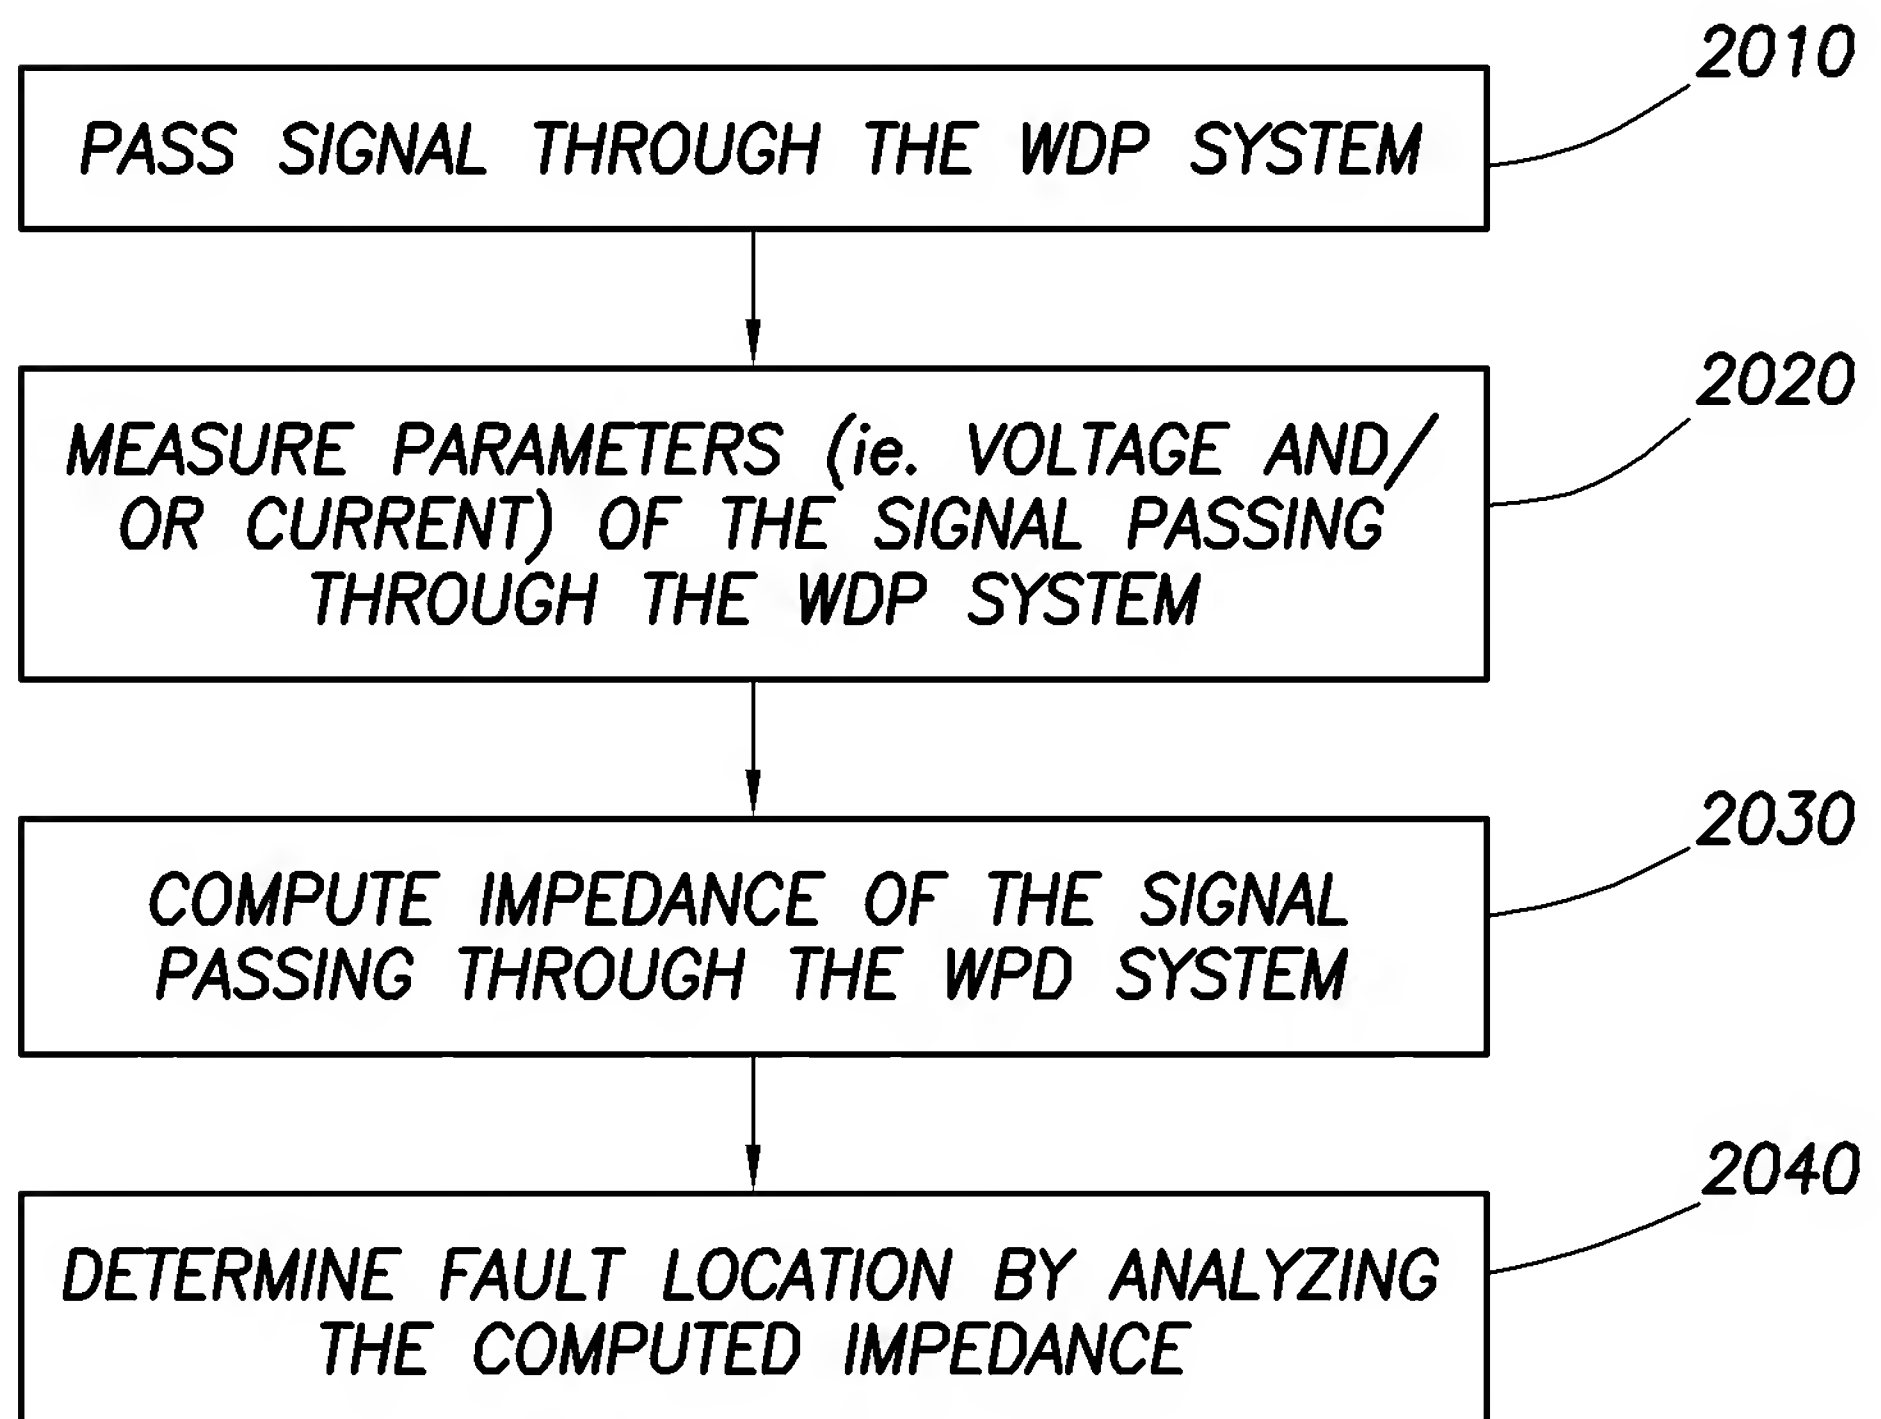 2010
PASS SIGNAL THROUGH THE WDP SYSTEM
2020
MEASURE PARAMETERS (ie. VOLTAGE AND/
OR CURRENT) OF THE SIGNAL PASSING
THROUGH THE WDP SYSTEM
2030
COMPUTE IMPEDANCE OF THE SIGNAL
PASSING THROUGH THE WPD SYSTEM
2040
DETERMINE FAULT LOCATION BY ANALYZING
THE COMPUTED IMPEDANCE